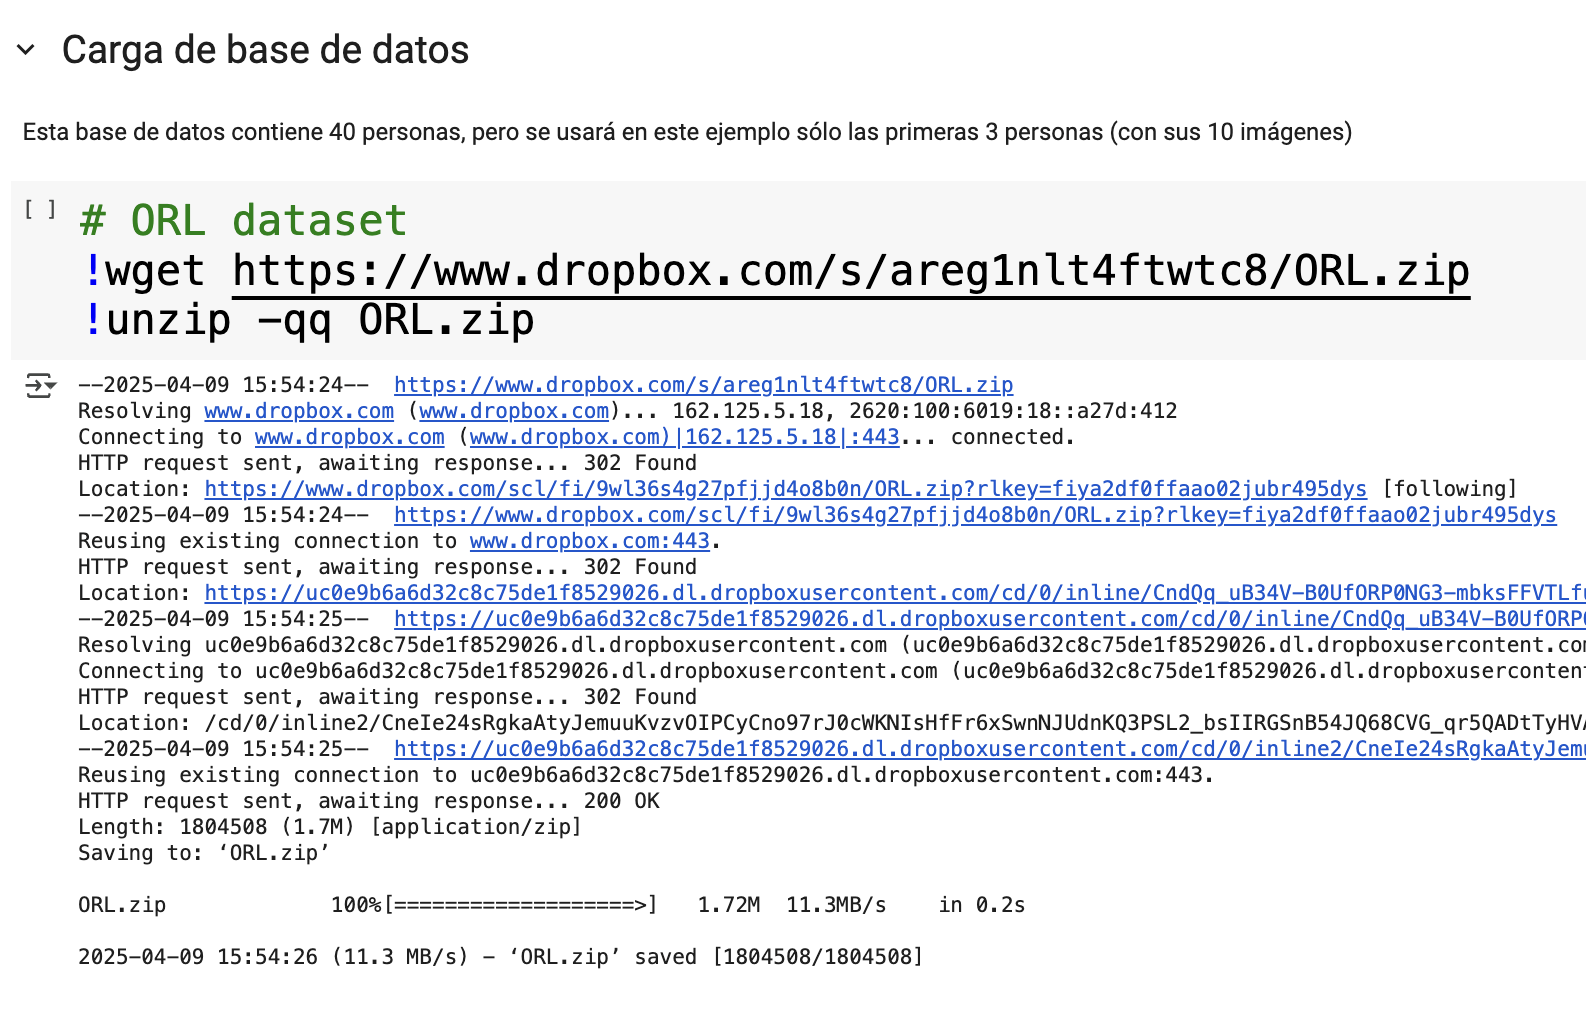 Carga de base de datos
Esta base de datos contiene 40 personas, pero se usará en este ejemplo sólo las primeras 3 personas (con sus 10 imágenes)
[ ] # ORL dataset
!wget https://www.dropbox.com/s/areg1nlt4ftwtc8/ORL.zip
!unzip -qq ORL.zip
--2025-04-09 15:54:24--  https://www.dropbox.com/s/areg1nlt4ftwtc8/ORL.zip
Resolving www.dropbox.com (www.dropbox.com)... 162.125.5.18, 2620:100:6019:18::a27d:412
Connecting to www.dropbox.com (www.dropbox.com)|162.125.5.18|:443... connected.
HTTP request sent, awaiting response... 302 Found
Location: https://www.dropbox.com/scl/fi/9wl36s4g27pfjjd4o8b0n/ORL.zip?rlkey=fiya2df0ffaao02jubr495dys [following]
--2025-04-09 15:54:24--  https://www.dropbox.com/scl/fi/9wl36s4g27pfjjd4o8b0n/ORL.zip?rlkey=fiya2df0ffaao02jubr495dys
Reusing existing connection to www.dropbox.com:443.
HTTP request sent, awaiting response... 302 Found
Location: https://uc0e9b6a6d32c8c75de1f8529026.dl.dropboxusercontent.com/cd/0/inline/CndQq_uB34V-B0UfORP0NG3-mbksFFVTLfu
--2025-04-09 15:54:25--  https://uc0e9b6a6d32c8c75de1f8529026.dl.dropboxusercontent.com/cd/0/inline/CndQq_uB34V-B0UfORP0
Resolving uc0e9b6a6d32c8c75de1f8529026.dl.dropboxusercontent.com (uc0e9b6a6d32c8c75de1f8529026.dl.dropboxusercontent.com
Connecting to uc0e9b6a6d32c8c75de1f8529026.dl.dropboxusercontent.com (uc0e9b6a6d32c8c75de1f8529026.dl.dropboxusercontent
HTTP request sent, awaiting response... 302 Found
Location: /cd/0/inline2/CneIe24sRgkaAtyJemuuKvzvOIPCyCno97rJ0cWKNIsHfFr6xSwnNJUdnKQ3PSL2_bsIIRGSnB54JQ68CVG_qr5QADtTyHVA
--2025-04-09 15:54:25--  https://uc0e9b6a6d32c8c75de1f8529026.dl.dropboxusercontent.com/cd/0/inline2/CneIe24sRgkaAtyJemu
Reusing existing connection to uc0e9b6a6d32c8c75de1f8529026.dl.dropboxusercontent.com:443.
HTTP request sent, awaiting response... 200 OK
Length: 1804508 (1.7M) [application/zip]
Saving to: ‘ORL.zip’
ORL.zip             100%[===================>]   1.72M  11.3MB/s    in 0.2s
2025-04-09 15:54:26 (11.3 MB/s) - ‘ORL.zip’ saved [1804508/1804508]